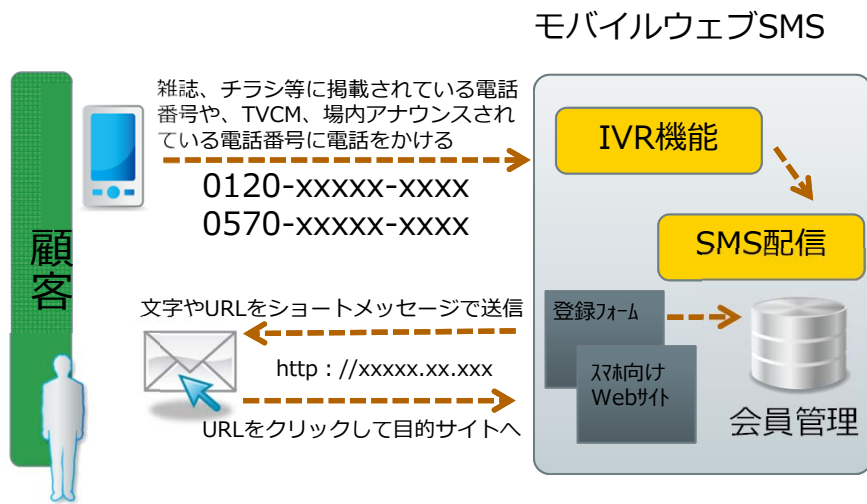 モバイルウェブSMS
雑誌、チラシ等に掲載されている電話
番号や、TVCM、場内アナウンスされ
ている電話番号に電話をかける
0120-xxxxx-xxxx
0570-xxxxx-xxxx
IVR機能
SMS配信
顧客
文字やURLをショートメッセージで送信
http：//xxxxx.xx.xxx
URLをクリックして目的サイトへ
登録ﾌｫｰﾑ
ｽﾏﾎ向け
Webｻｲﾄ
会員管理